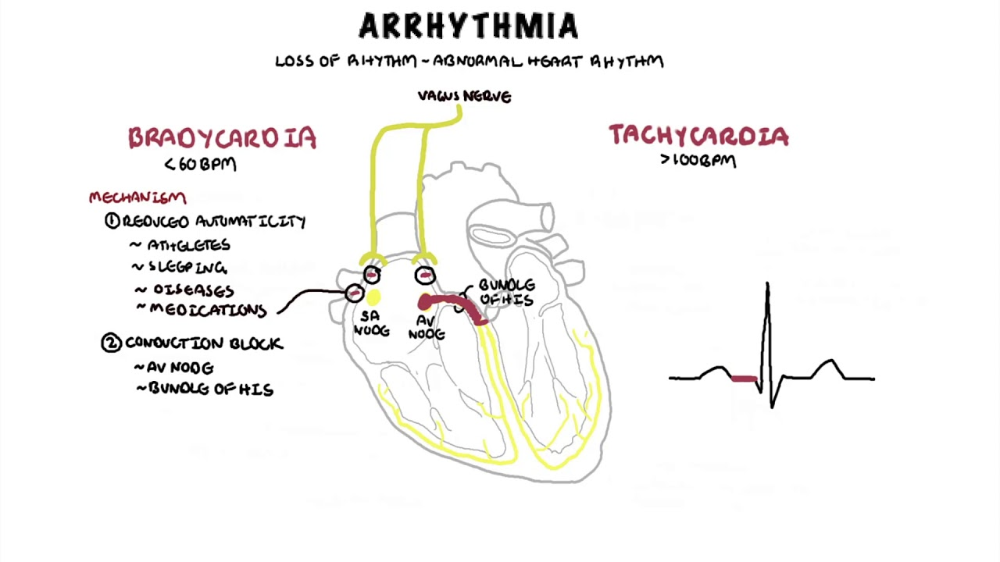 ARRHYTHMIA
LOSS OF RHYTHM ~ ABNORMAL HEART RHYTHM
VAGUS NERVE
BRADYCARDIA
<60 BPM
MECHANISM
① REDUCED AUTOMATICITY
~ ATHELETES
~ SLEEPING
~ DISEASES
~ MEDICATIONS
② CONDUCTION BLOCK
~ AV NODE
~ BUNDLE OF HIS
TACHYCARDIA
>100BPM
BUNDLE
OF HIS
SA
NODE
AV
NODE